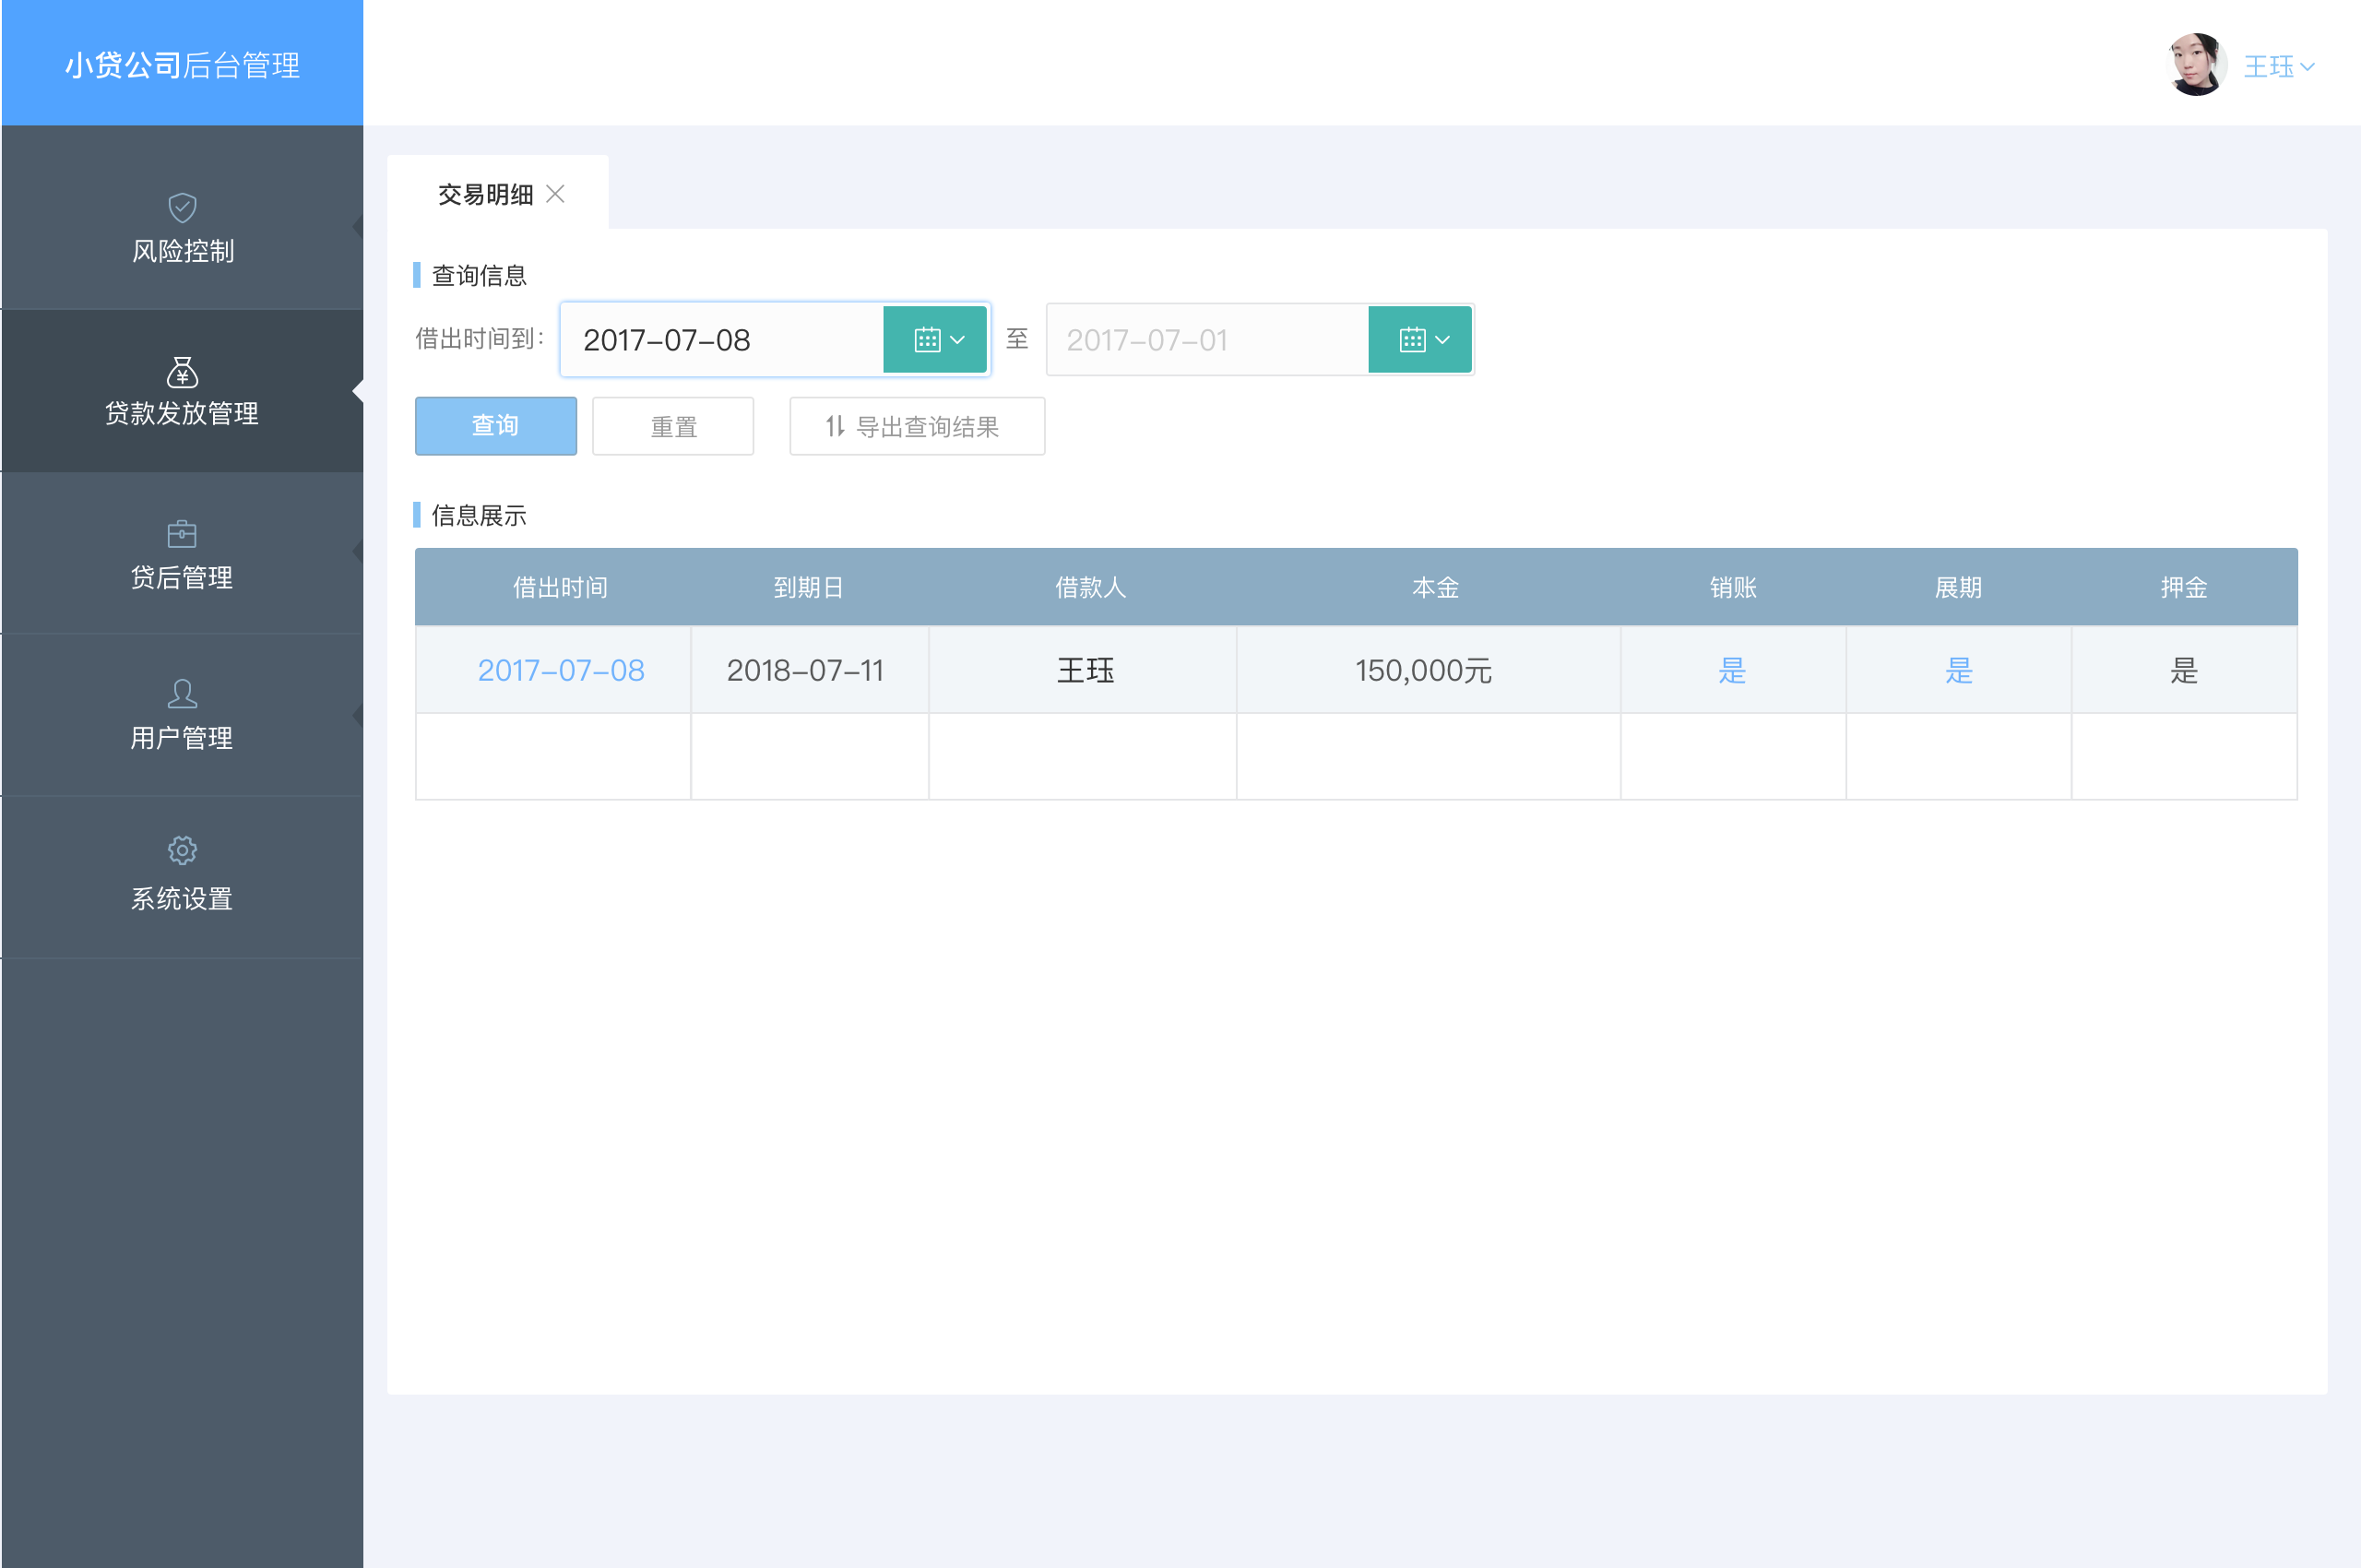 小贷公司后台管理
王珏
风险控制
贷款发放管理
贷后管理
用户管理
系统设置
交易明细
查询信息
借出时间到: 2017-07-08 至 2017-07-01
查询 重置 导出查询结果
信息展示
借出时间 到期日 借款人 本金 销账 展期 押金
2017-07-08 2018-07-11 王珏 150,000元 是 是 是